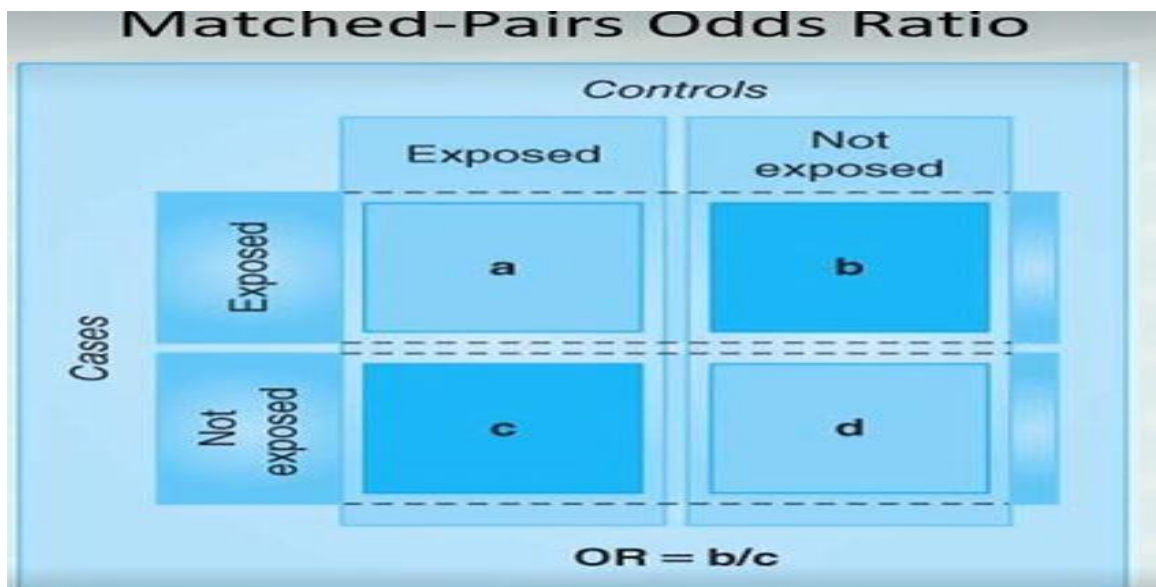 Matched-Pairs Odds Ratio
Controls
Exposed
Not
exposed
Cases
Exposed
a
b
Not
exposed
c
d
OR = b/c